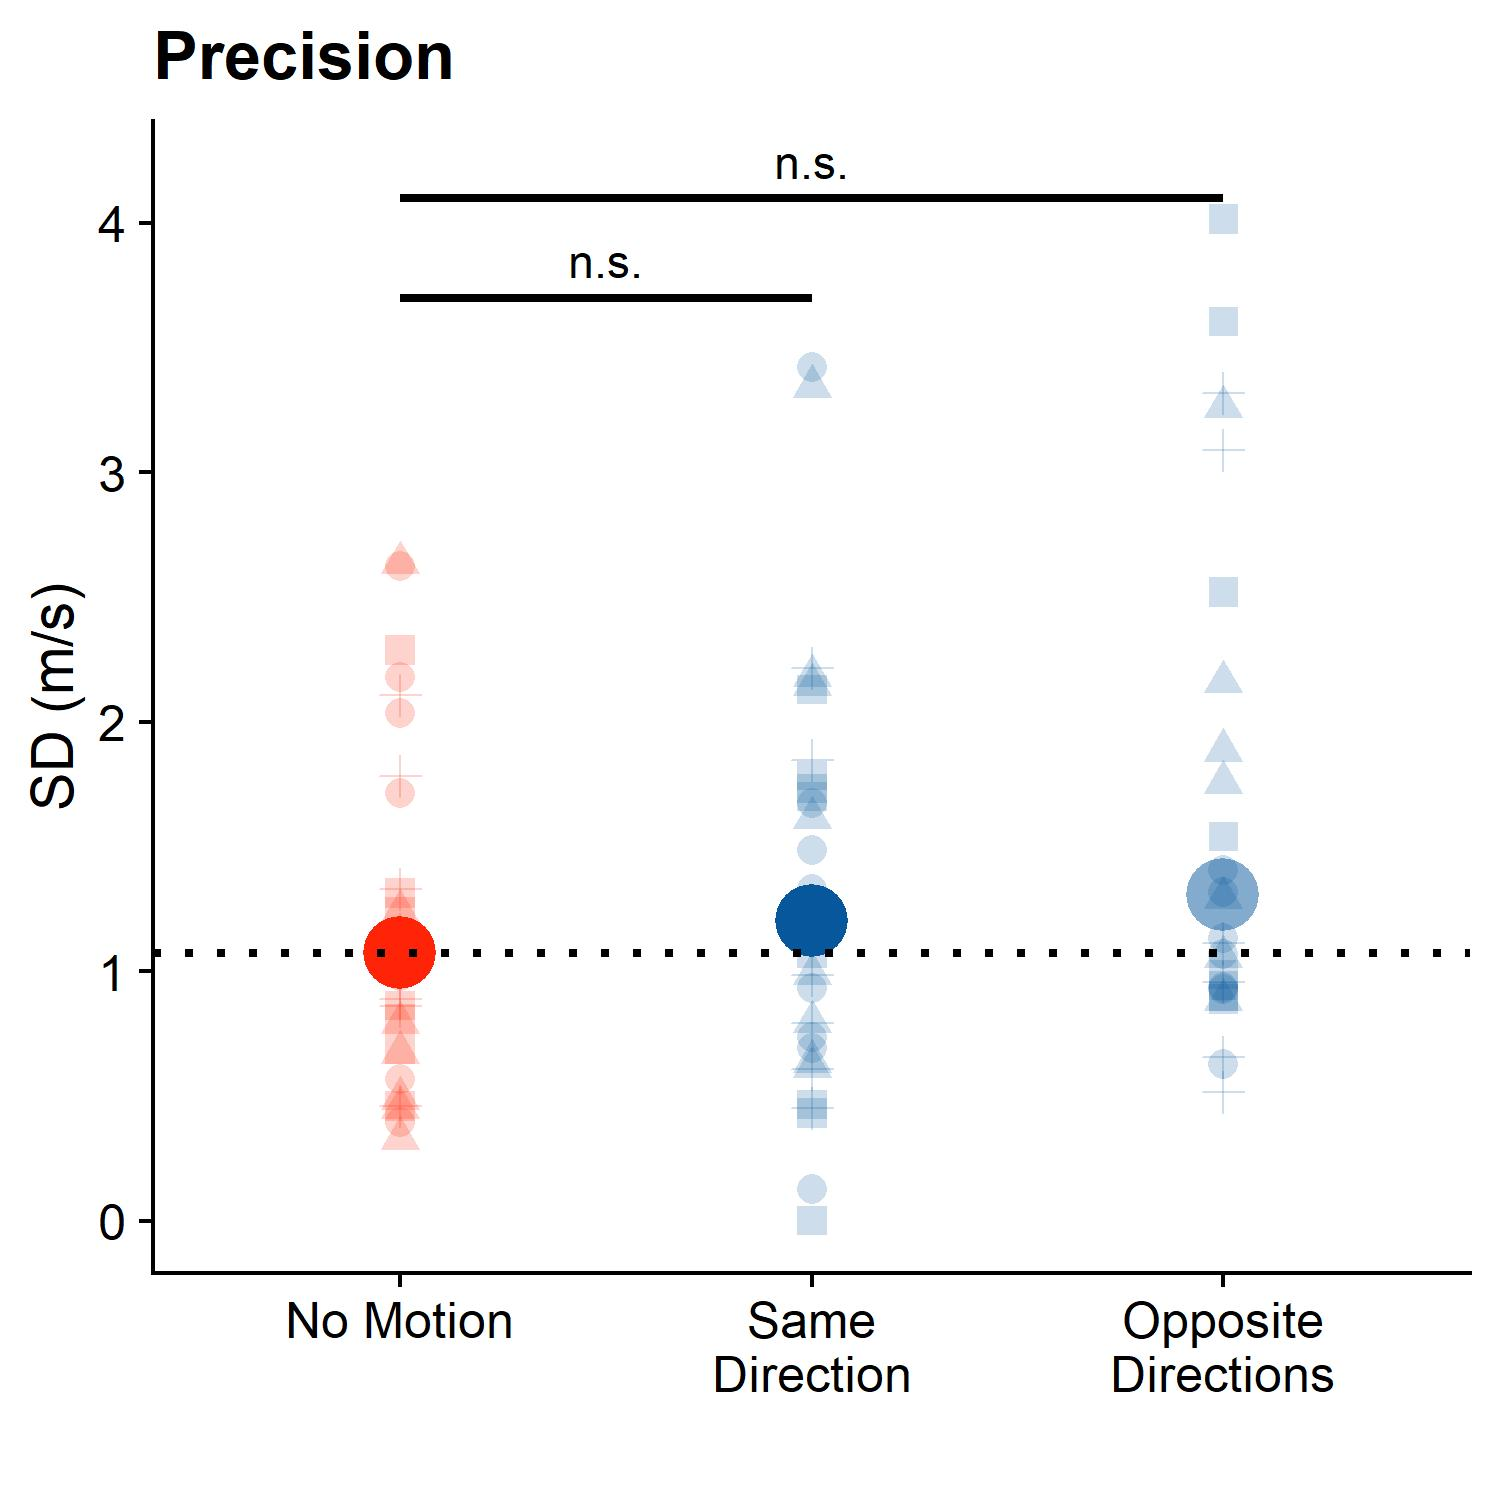 Precision
n.s.
n.s.
4
3
2
1
0
SD (m/s)
No Motion
Same
Direction
Opposite
Directions